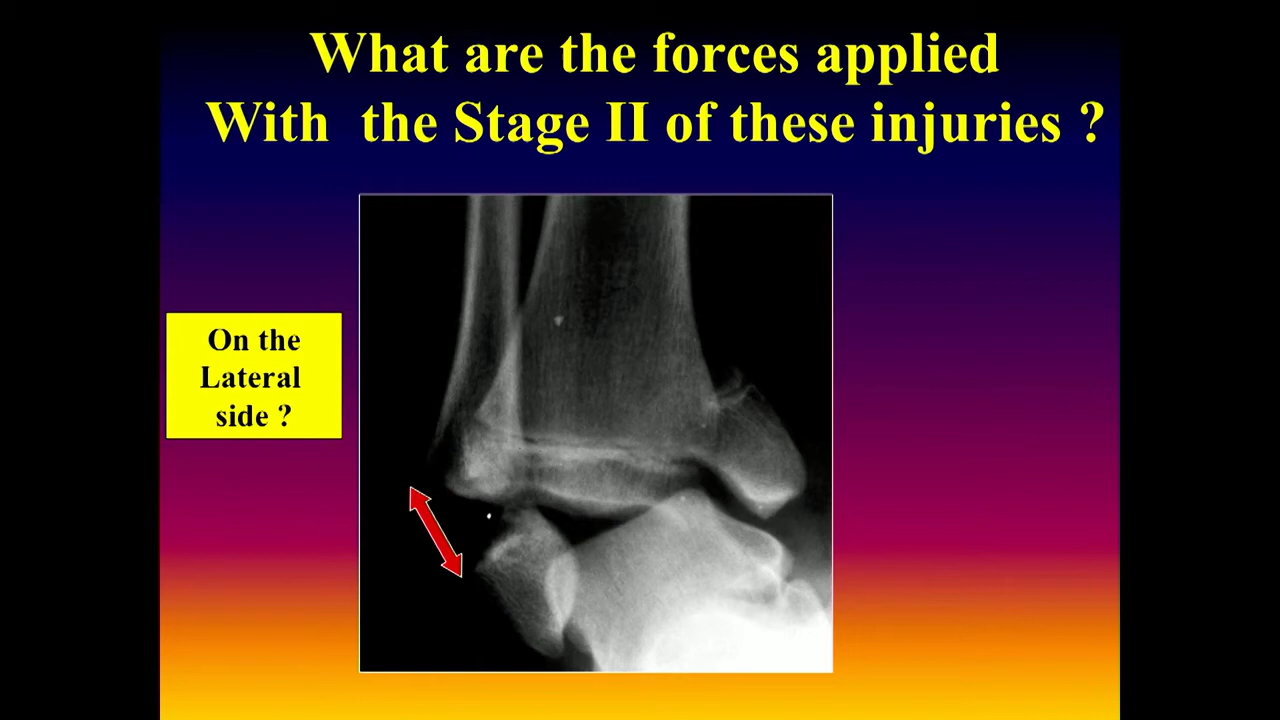 What are the forces applied
With the Stage II of these injuries ?
On the
Lateral
side ?